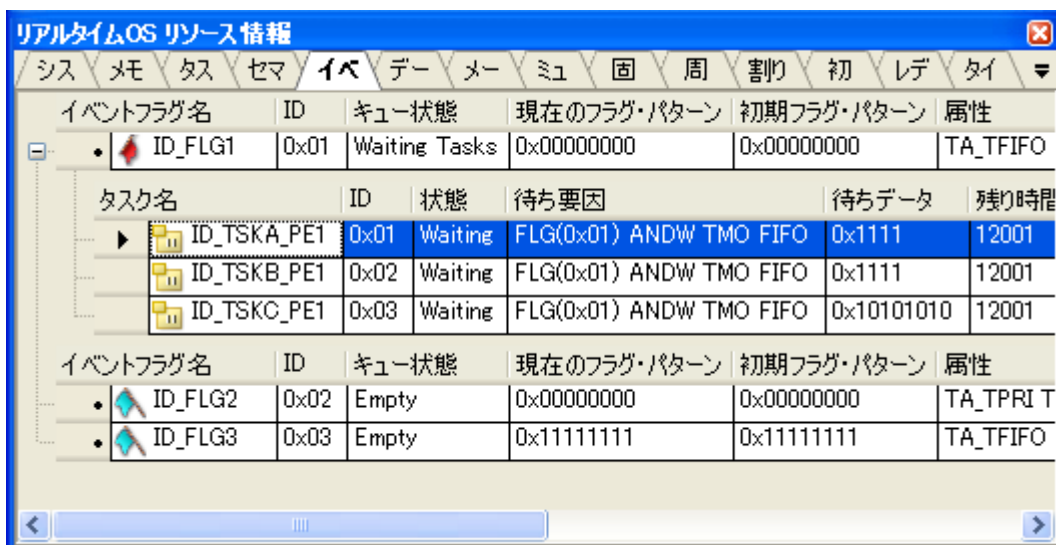 リアルタイムOS リソース情報
シス メモ タス セマ イベ デー メー ミュ 固 周 割り 初 レデ タイ
イベントフラグ名 ID キュー状態 現在のフラグ・パターン 初期フラグ・パターン 属性
ID_FLG1 0x01 Waiting Tasks 0x00000000 0x00000000 TA_TFIFO
タスク名 ID 状態 待ち要因 待ちデータ 残り時間
ID_TSKA_PE1 0x01 Waiting FLG(0x01) ANDW TMO FIFO 0x1111 12001
ID_TSKB_PE1 0x02 Waiting FLG(0x01) ANDW TMO FIFO 0x1111 12001
ID_TSKC_PE1 0x03 Waiting FLG(0x01) ANDW TMO FIFO 0x10101010 12001
イベントフラグ名 ID キュー状態 現在のフラグ・パターン 初期フラグ・パターン 属性
ID_FLG2 0x02 Empty 0x00000000 0x00000000 TA_TPRI T
ID_FLG3 0x03 Empty 0x11111111 0x11111111 TA_TFIFO